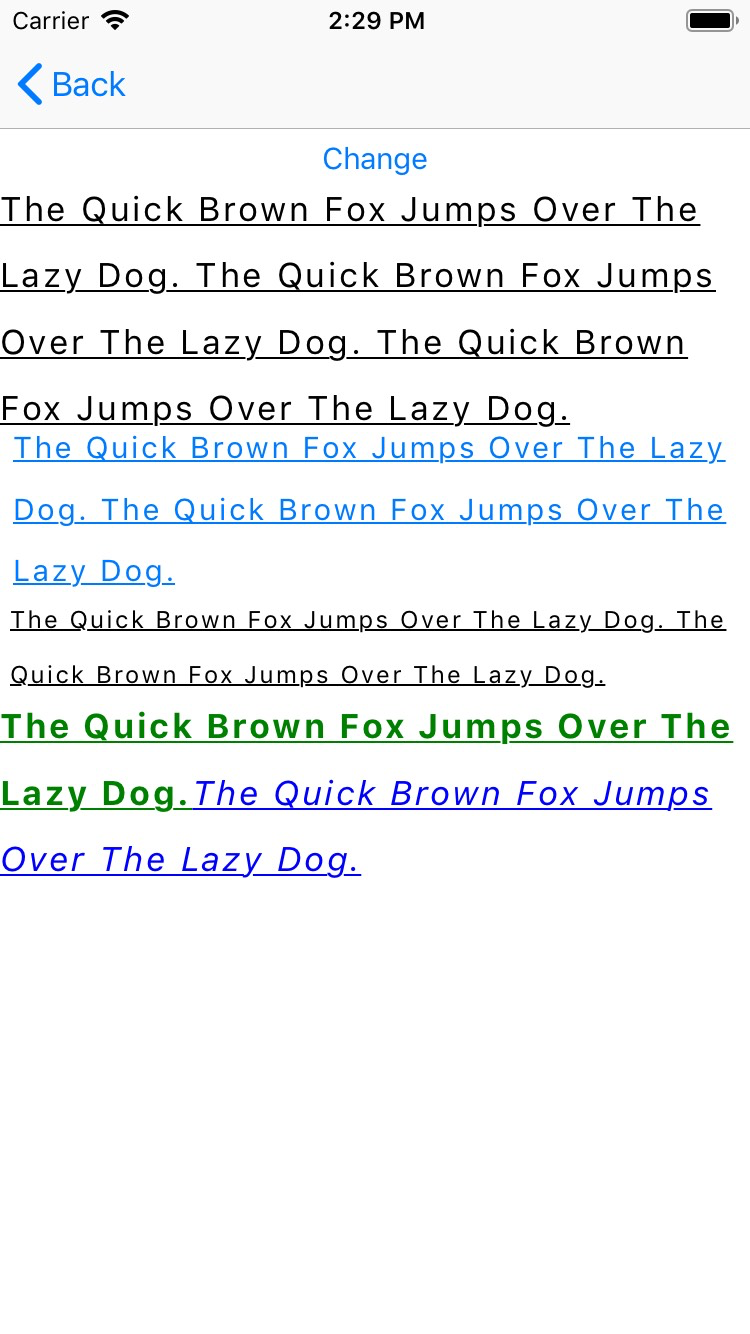 Carrier 2:29 PM
Back
Change
The Quick Brown Fox Jumps Over The
Lazy Dog. The Quick Brown Fox Jumps
Over The Lazy Dog. The Quick Brown
Fox Jumps Over The Lazy Dog.
The Quick Brown Fox Jumps Over The Lazy
Dog. The Quick Brown Fox Jumps Over The
Lazy Dog.
The Quick Brown Fox Jumps Over The Lazy Dog. The
Quick Brown Fox Jumps Over The Lazy Dog.
The Quick Brown Fox Jumps Over The
Lazy Dog.The Quick Brown Fox Jumps
Over The Lazy Dog.